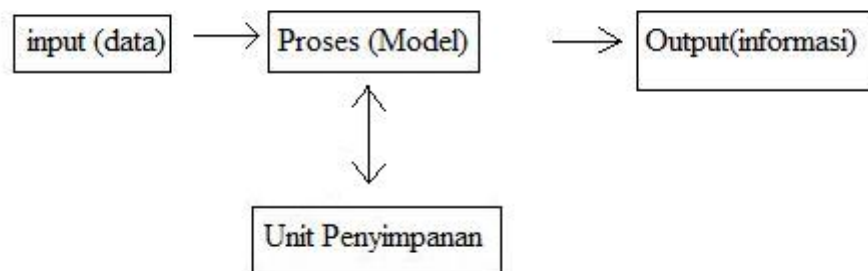 input (data)
Proses (Model)
Output(informasi)
Unit Penyimpanan